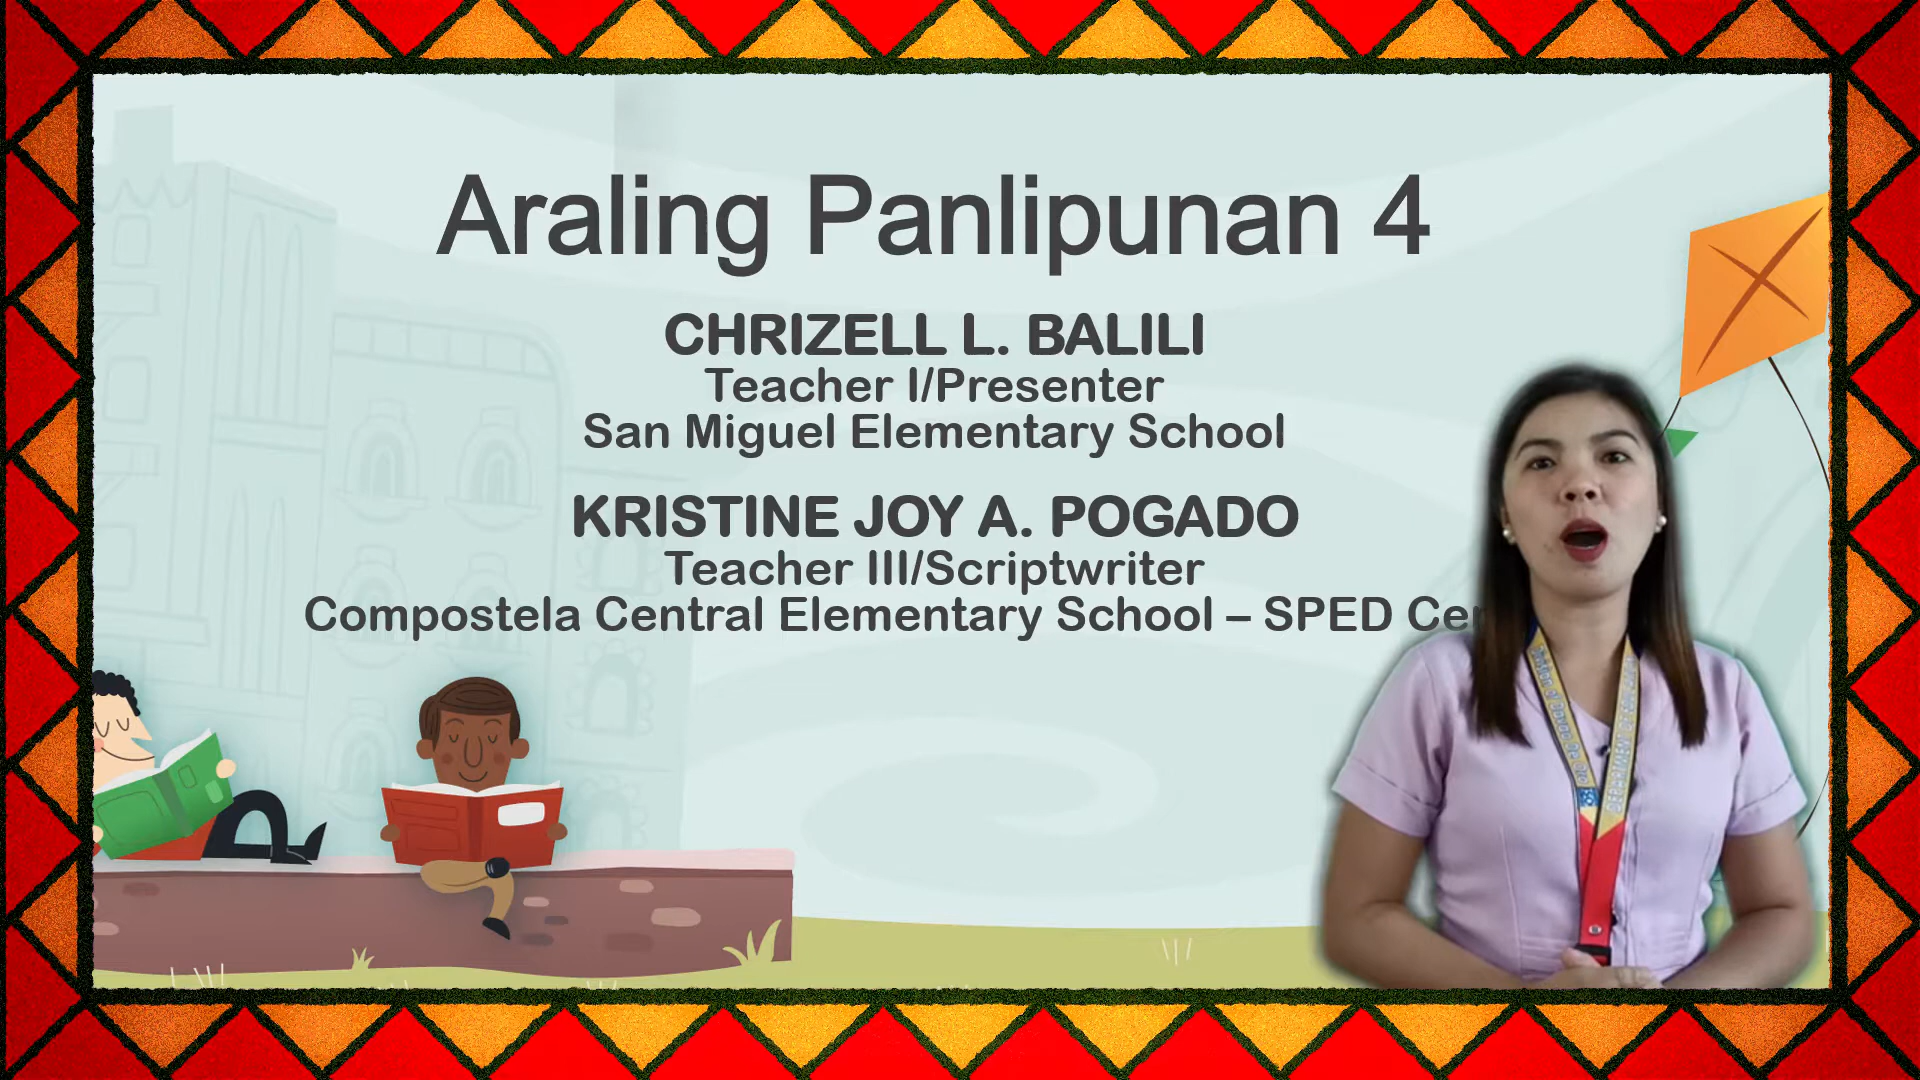 Araling Panlipunan 4
CHRIZELL L. BALILI
Teacher I/Presenter
San Miguel Elementary School
KRISTINE JOY A. POGADO
Teacher III/Scriptwriter
Compostela Central Elementary School – SPED Cen